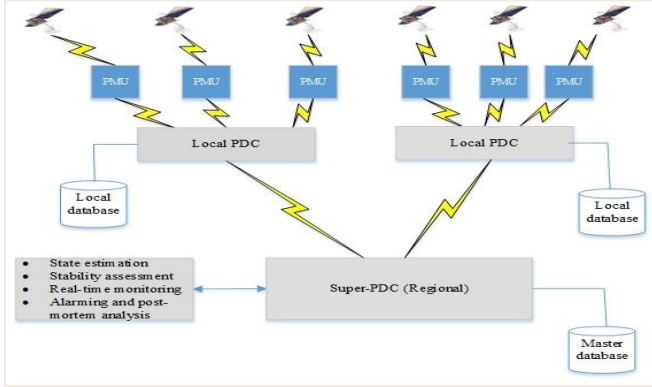 PMU
PMU
PMU
PMU
PMU
PMU
Local PDC
Local PDC
Local
database
Local
database
• State estimation
• Stability assessment
• Real-time monitoring
• Alarming and post-
mortem analysis
Super-PDC (Regional)
Master
database